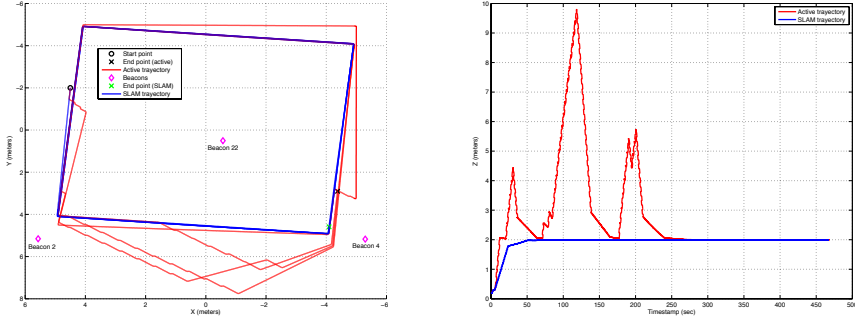 −6
−4
−2
0
2
4
6
8
6
4
2
0
−2
−4
−6
Y (meters)
X (meters)
Start point
End point (active)
Active trayectory
Beacons
End point (SLAM)
SLAM trayectory
Beacon 22
Beacon 2
Beacon 4
10
9
8
7
6
5
4
3
2
1
0
0
50
100
150
200
250
300
350
400
450
500
Z (meters)
Timestamp (sec)
Active trayectory
SLAM trayectory